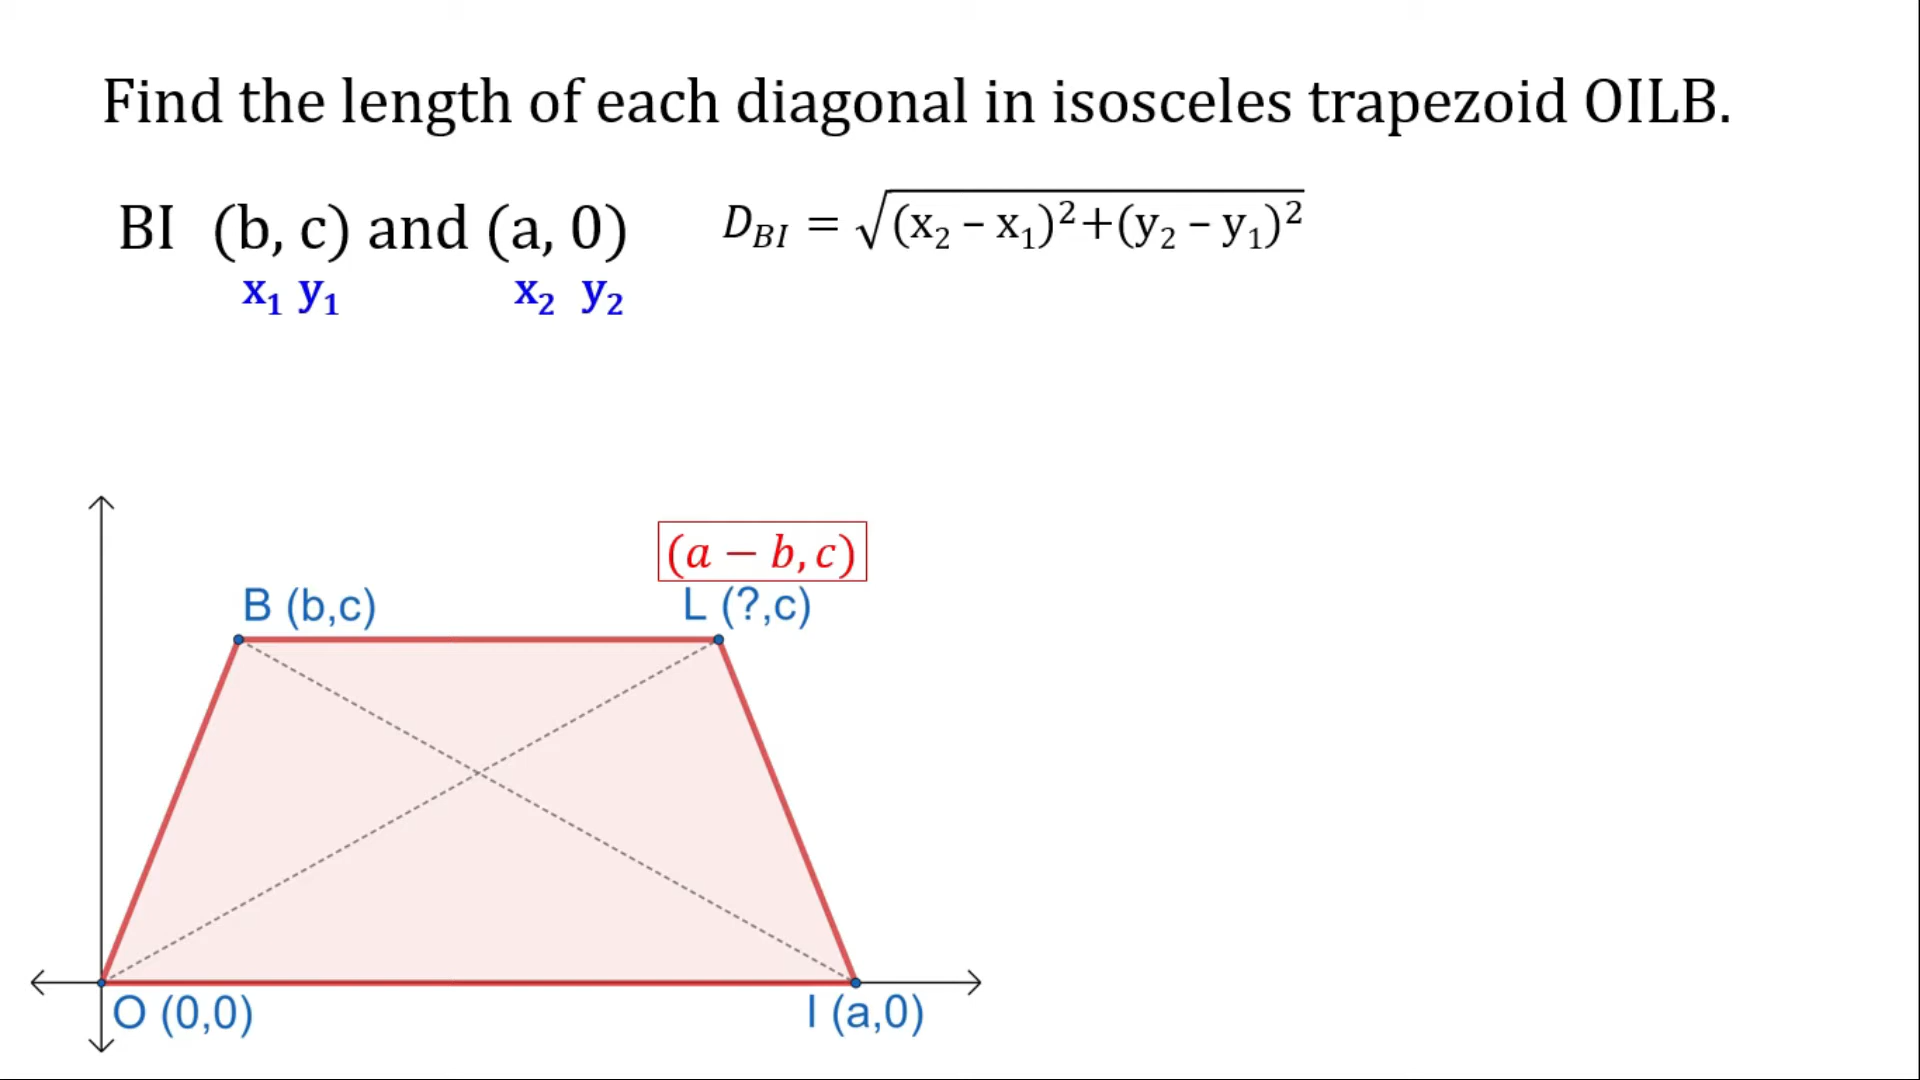 Find the length of each diagonal in isosceles trapezoid OILB.
BI (b, c) and (a, 0) D_BI = √(x₂ – x₁)²+(y₂ – y₁)²
x₁ y₁ x₂ y₂
(a − b, c)
B (b,c) L (?,c)
O (0,0) I (a,0)